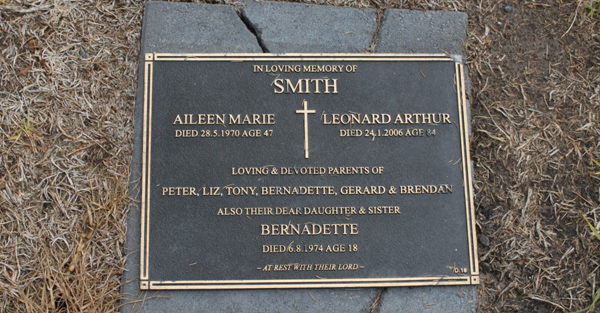 IN LOVING MEMORY OF
SMITH
AILEEN MARIE
DIED 28.5.1970 AGE 47
LEONARD ARTHUR
DIED 24.1.2006 AGE 84
LOVING & DEVOTED PARENTS OF
PETER, LIZ, TONY, BERNADETTE, GERARD & BRENDAN
ALSO THEIR DEAR DAUGHTER & SISTER
BERNADETTE
DIED 6.8.1974 AGE 18
~ AT REST WITH THEIR LORD ~